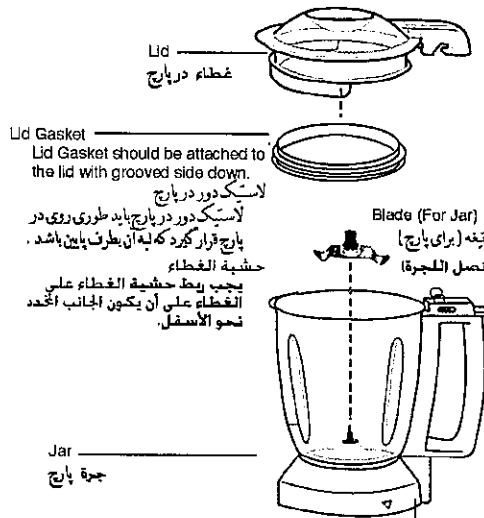 Lid
غطاء درپارچ
Lid Gasket
Lid Gasket should be attached to
the lid with grooved side down.
لاستیک دور درپارچ
لاستیک دور درپارچ باید طوری روی در
پارچ قرار گیرد که لبه آن بطرف پایین باشد .
حشية الغطاء
يجب ربط حشية الغطاء على
الغطاء على أن يكون الجانب المخدد
نحو الأسفل.
Blade (For Jar)
تیغه (برای پارچ)
نصل (للجرة)
Jar
جرة پارچ